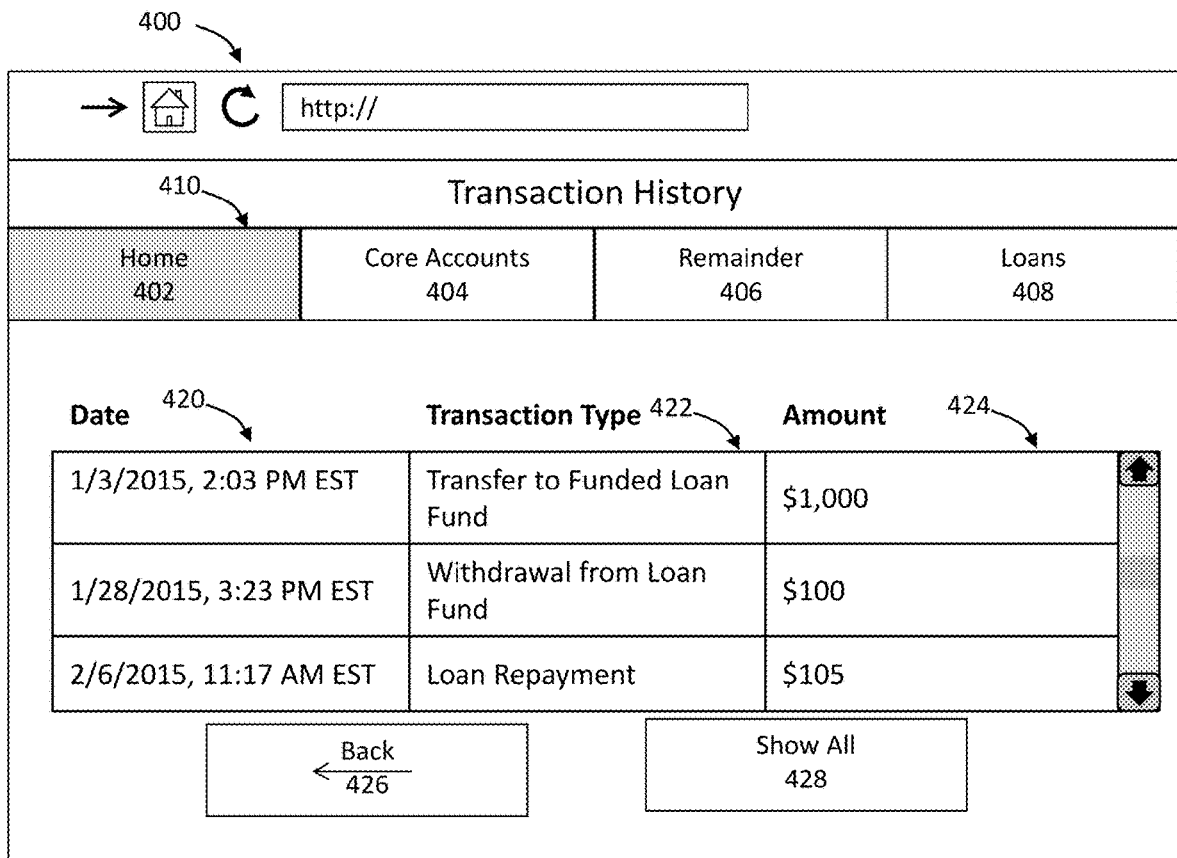 400
http://
Transaction History
410
Home
402
Core Accounts
404
Remainder
406
Loans
408
Date
420
Transaction Type
422
Amount
424
1/3/2015, 2:03 PM EST
Transfer to Funded Loan
Fund
$1,000
1/28/2015, 3:23 PM EST
Withdrawal from Loan
Fund
$100
2/6/2015, 11:17 AM EST
Loan Repayment
$105
Back
426
Show All
428